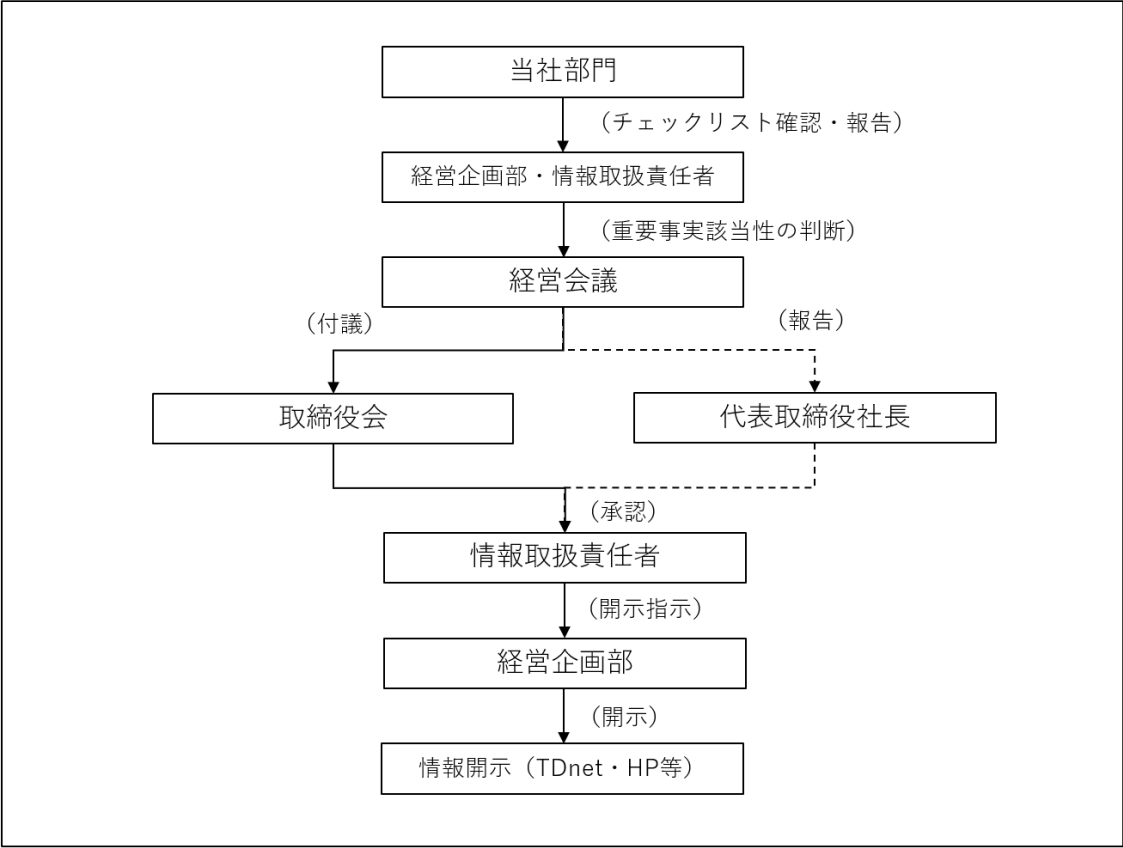 当社部門
（チェックリスト確認・報告）
経営企画部・情報取扱責任者
（重要事実該当性の判断）
経営会議
（付議）
（報告）
取締役会
代表取締役社長
（承認）
情報取扱責任者
（開示指示）
経営企画部
（開示）
情報開示（TDnet・HP等）